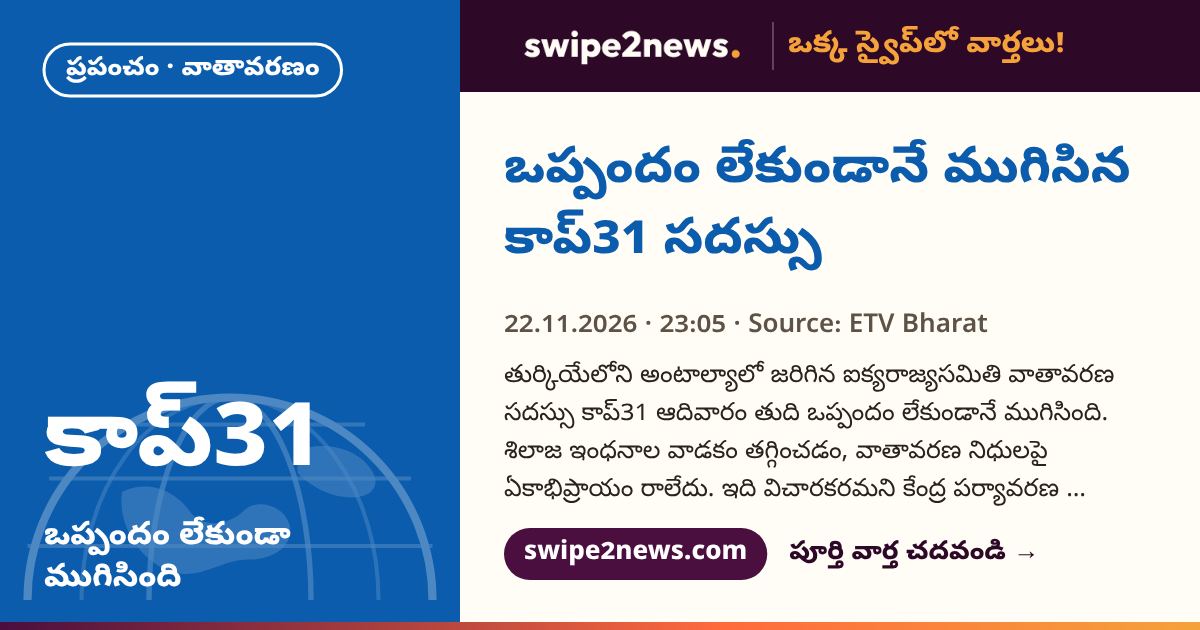 ప్రపంచం · వాతావరణం
కాప్31
ఒప్పందం లేకుండా
ముగిసింది
swipe2news. | ఒక్క స్వైప్‌లో వార్తలు!
ఒప్పందం లేకుండానే ముగిసిన
కాప్31 సదస్సు
22.11.2026 · 23:05 · Source: ETV Bharat
తుర్కియేలోని అంటాల్యాలో జరిగిన ఐక్యరాజ్యసమితి వాతావరణ
సదస్సు కాప్31 ఆదివారం తుది ఒప్పందం లేకుండానే ముగిసింది.
శిలాజ ఇంధనాల వాడకం తగ్గించడం, వాతావరణ నిధులపై
ఏకాభిప్రాయం రాలేదు. ఇది విచారకరమని కేంద్ర పర్యావరణ ...
swipe2news.com పూర్తి వార్త చదవండి →